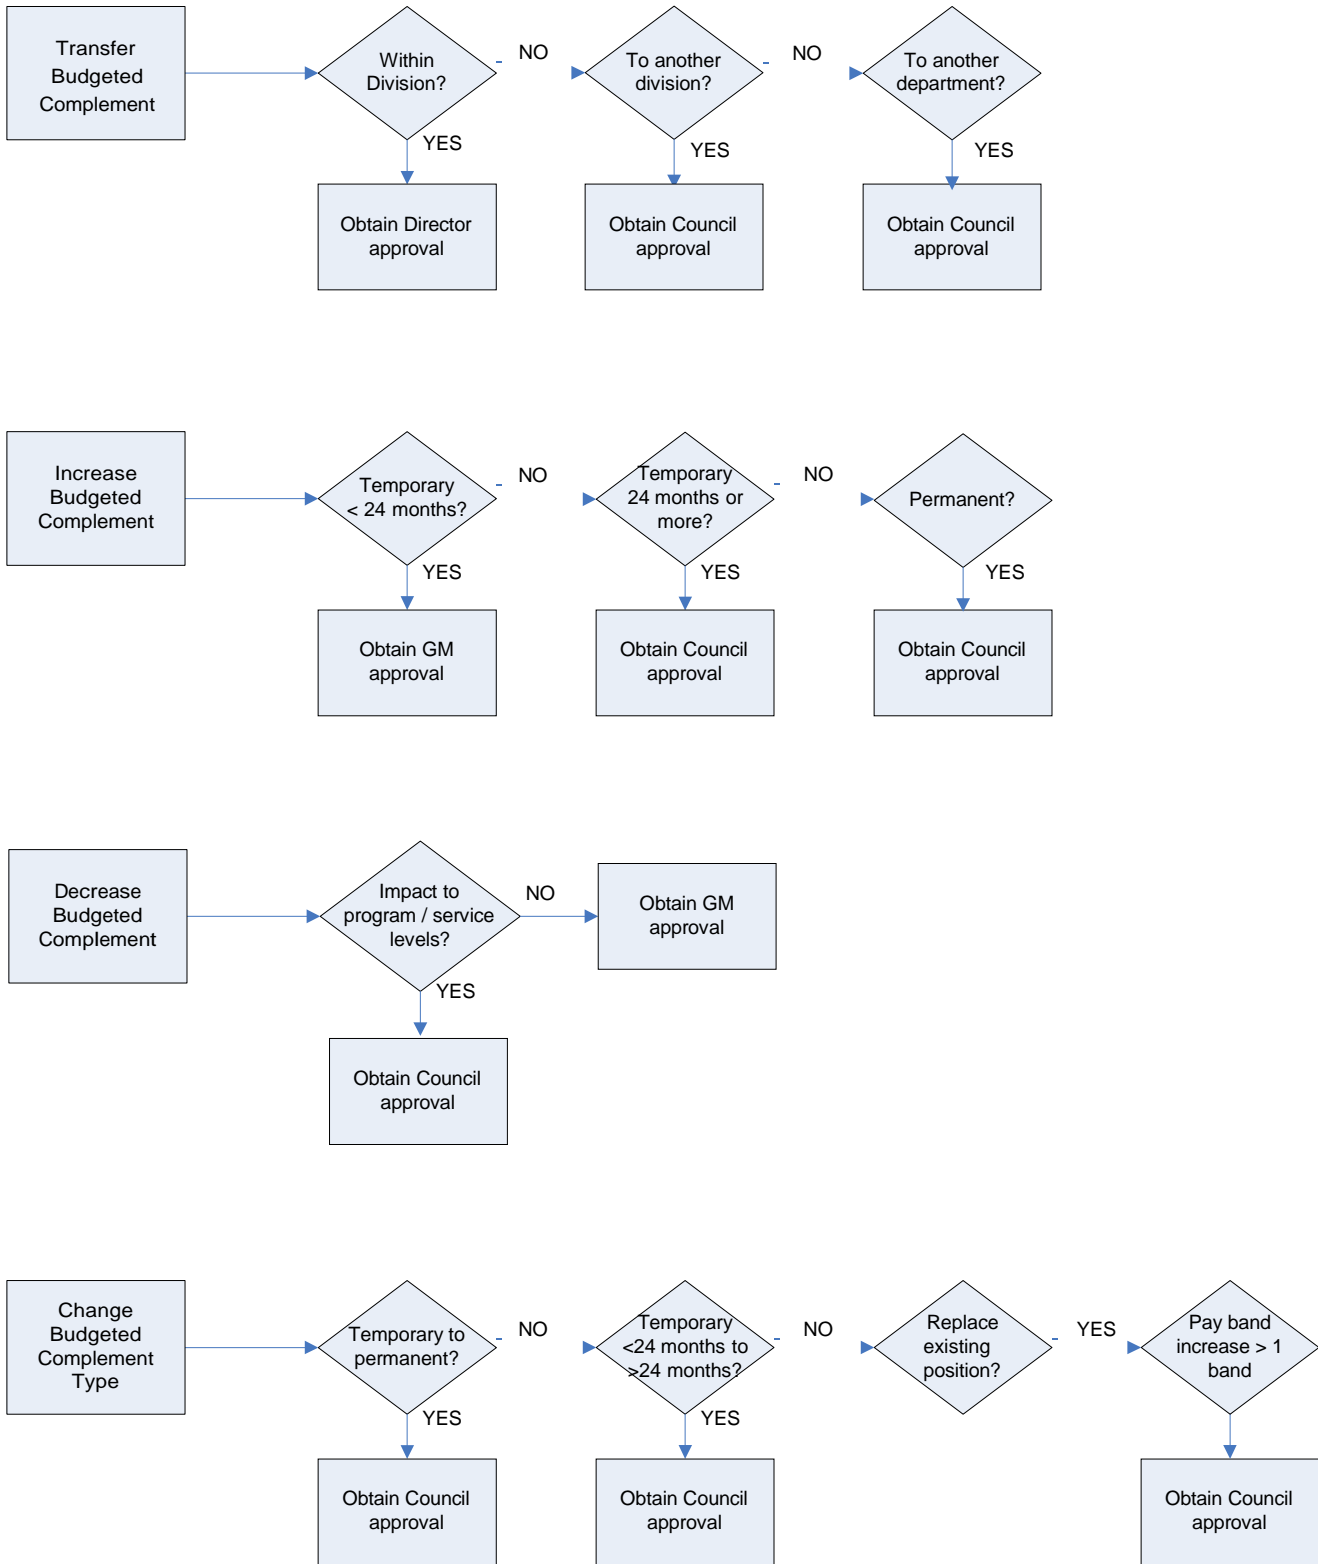 Transfer
Budgeted
Complement
Within
Division?
NO
To another
division?
NO
To another
department?
YES
YES
YES
Obtain Director
approval
Obtain Council
approval
Obtain Council
approval
Increase
Budgeted
Complement
Temporary
< 24 months?
NO
Temporary
24 months or
more?
NO
Permanent?
YES
YES
YES
Obtain GM
approval
Obtain Council
approval
Obtain Council
approval
Decrease
Budgeted
Complement
Impact to
program / service
levels?
NO
Obtain GM
approval
YES
Obtain Council
approval
Change
Budgeted
Complement
Type
Temporary to
permanent?
NO
Temporary
<24 months to
>24 months?
NO
Replace
existing
position?
YES
Pay band
increase > 1
band
YES
YES
Obtain Council
approval
Obtain Council
approval
Obtain Council
approval